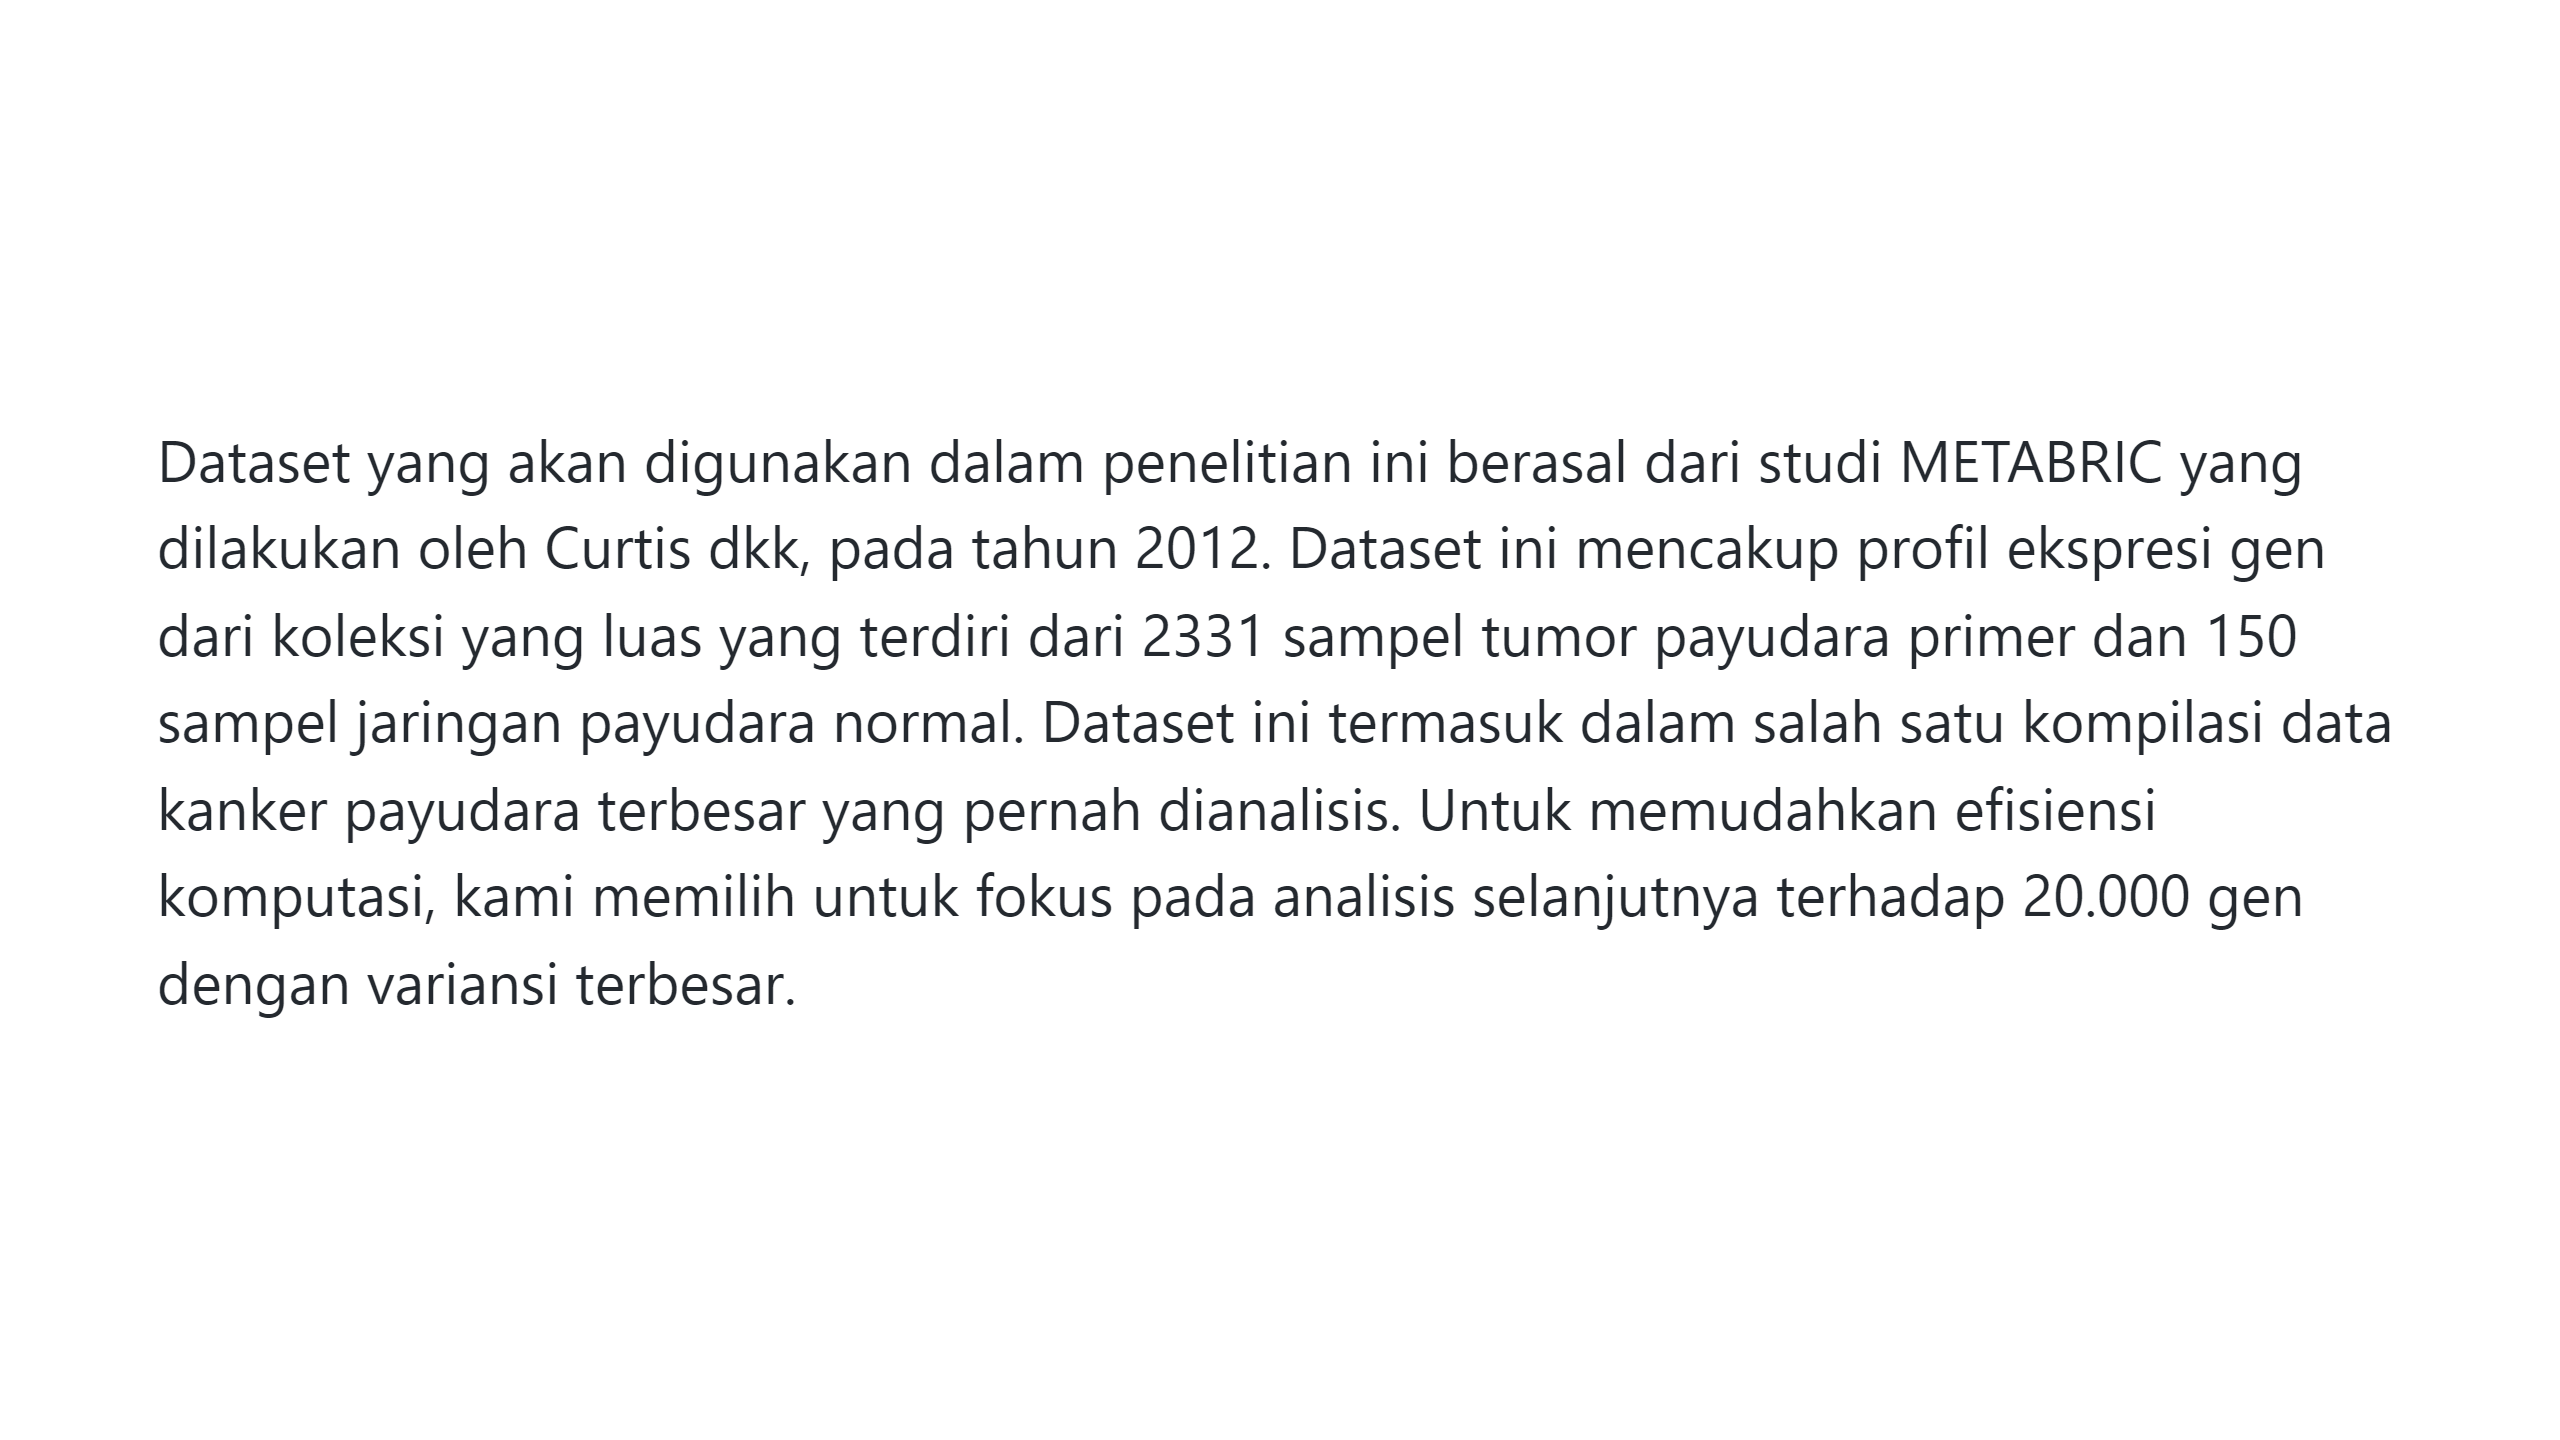 Dataset yang akan digunakan dalam penelitian ini berasal dari studi METABRIC yang
dilakukan oleh Curtis dkk, pada tahun 2012. Dataset ini mencakup profil ekspresi gen
dari koleksi yang luas yang terdiri dari 2331 sampel tumor payudara primer dan 150
sampel jaringan payudara normal. Dataset ini termasuk dalam salah satu kompilasi data
kanker payudara terbesar yang pernah dianalisis. Untuk memudahkan efisiensi
komputasi, kami memilih untuk fokus pada analisis selanjutnya terhadap 20.000 gen
dengan variansi terbesar.